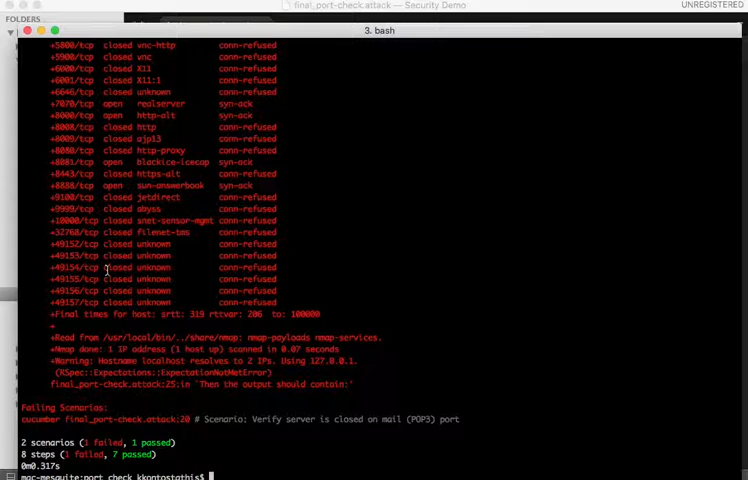 final_port-check.attack — Security Demo
UNREGISTERED
FOLDERS
3. bash
+5800/tcp closed vnc-http conn-refused
+5900/tcp closed vnc conn-refused
+6000/tcp closed X11 conn-refused
+6001/tcp closed X11:1 conn-refused
+6646/tcp closed unknown conn-refused
+7070/tcp open realserver syn-ack
+8000/tcp open http-alt syn-ack
+8008/tcp closed http conn-refused
+8009/tcp closed ajp13 conn-refused
+8080/tcp closed http-proxy conn-refused
+8081/tcp open blackice-icecap syn-ack
+8443/tcp closed https-alt conn-refused
+8888/tcp open sun-answerbook syn-ack
+9100/tcp closed jetdirect conn-refused
+9999/tcp closed abyss conn-refused
+10000/tcp closed snet-sensor-mgmt conn-refused
+32768/tcp closed filenet-tms conn-refused
+49152/tcp closed unknown conn-refused
+49153/tcp closed unknown conn-refused
+49154/tcp closed unknown conn-refused
+49155/tcp closed unknown conn-refused
+49156/tcp closed unknown conn-refused
+49157/tcp closed unknown conn-refused
+Final times for host: srtt: 319 rttvar: 206 to: 100000
+
+Read from /usr/local/bin/../share/nmap: nmap-payloads nmap-services.
+Nmap done: 1 IP address (1 host up) scanned in 0.07 seconds
+Warning: Hostname localhost resolves to 2 IPs. Using 127.0.0.1.
(RSpec::Expectations::ExpectationNotMetError)
final_port-check.attack:25:in `Then the output should contain:'
Failing Scenarios:
cucumber final_port-check.attack:20 # Scenario: Verify server is closed on mail (POP3) port
2 scenarios (1 failed, 1 passed)
8 steps (1 failed, 7 passed)
0m0.317s
mac-mesquite:port_check kkontostathis$